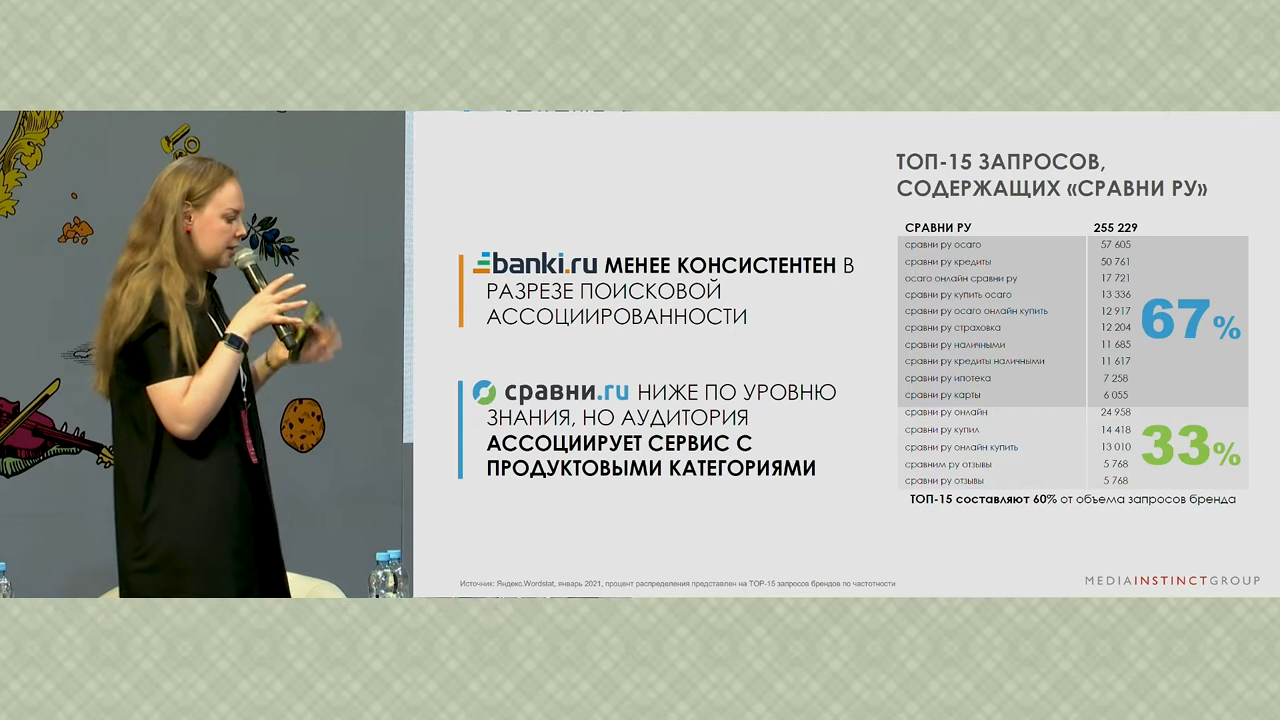 banki.ru МЕНЕЕ КОНСИСТЕНТЕН В
РАЗРЕЗЕ ПОИСКОВОЙ
АССОЦИИРОВАННОСТИ
сравни.ru НИЖЕ ПО УРОВНЮ
ЗНАНИЯ, НО АУДИТОРИЯ
АССОЦИИРУЕТ СЕРВИС С
ПРОДУКТОВЫМИ КАТЕГОРИЯМИ
ТОП-15 ЗАПРОСОВ,
СОДЕРЖАЩИХ «СРАВНИ РУ»
СРАВНИ РУ 255 229
сравни ру осаго 57 605
сравни ру кредиты 50 761
осаго онлайн сравни ру 17 721
сравни ру купить осаго 13 336
сравни ру осаго онлайн купить 12 917
сравни ру страховка 12 204
сравни ру наличными 11 685
сравни ру кредиты наличными 11 617
сравни ру ипотека 7 258
сравни ру карты 6 055
67%
сравни ру онлайн 24 958
сравни ру купил 14 418
сравни ру онлайн купить 13 010
сравним ру отзывы 5 768
сравни ру отзывы 5 768
33%
ТОП-15 составляют 60% от объема запросов бренда
Источник: Яндекс.Wordstat, январь 2021, процент распределения представлен на TOP-15 запросов брендов по частотности
MEDIAINSTINCTGROUP